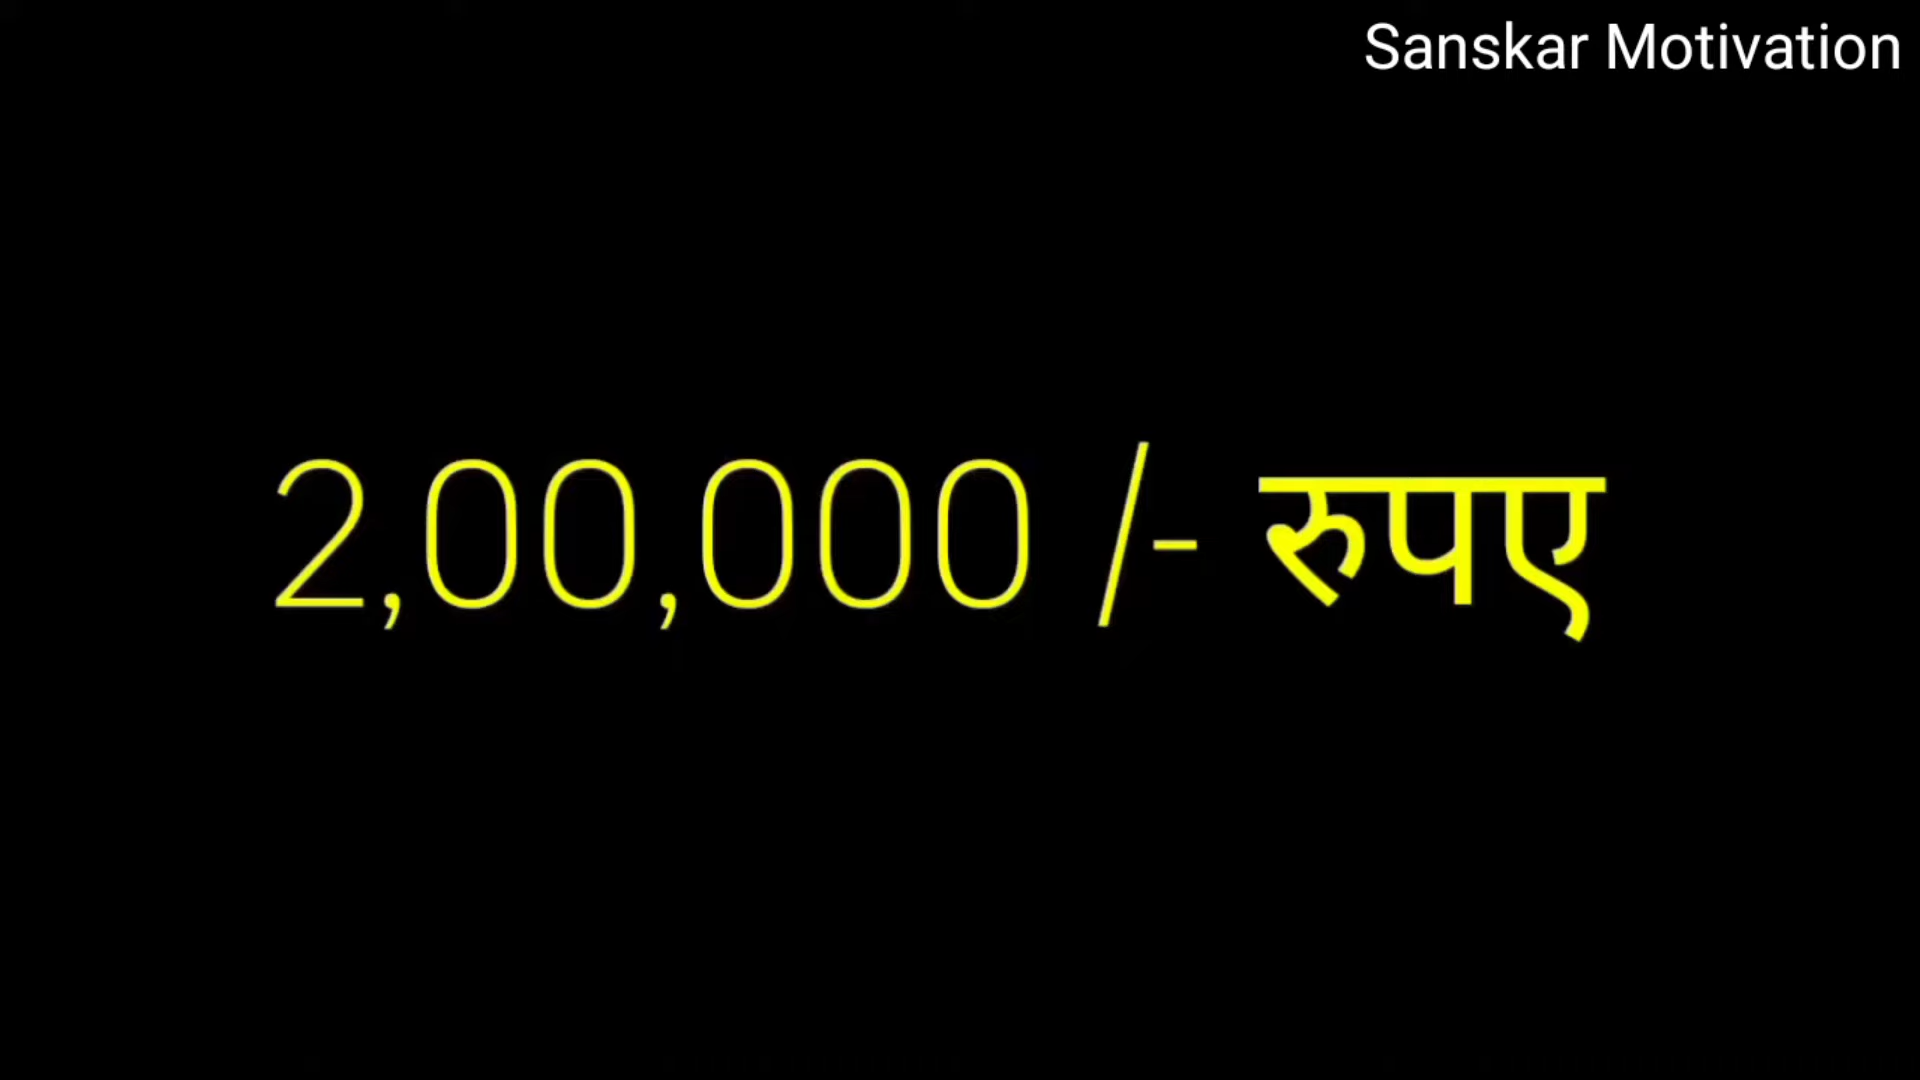 Sanskar Motivation
2,00,000 /- रुपए